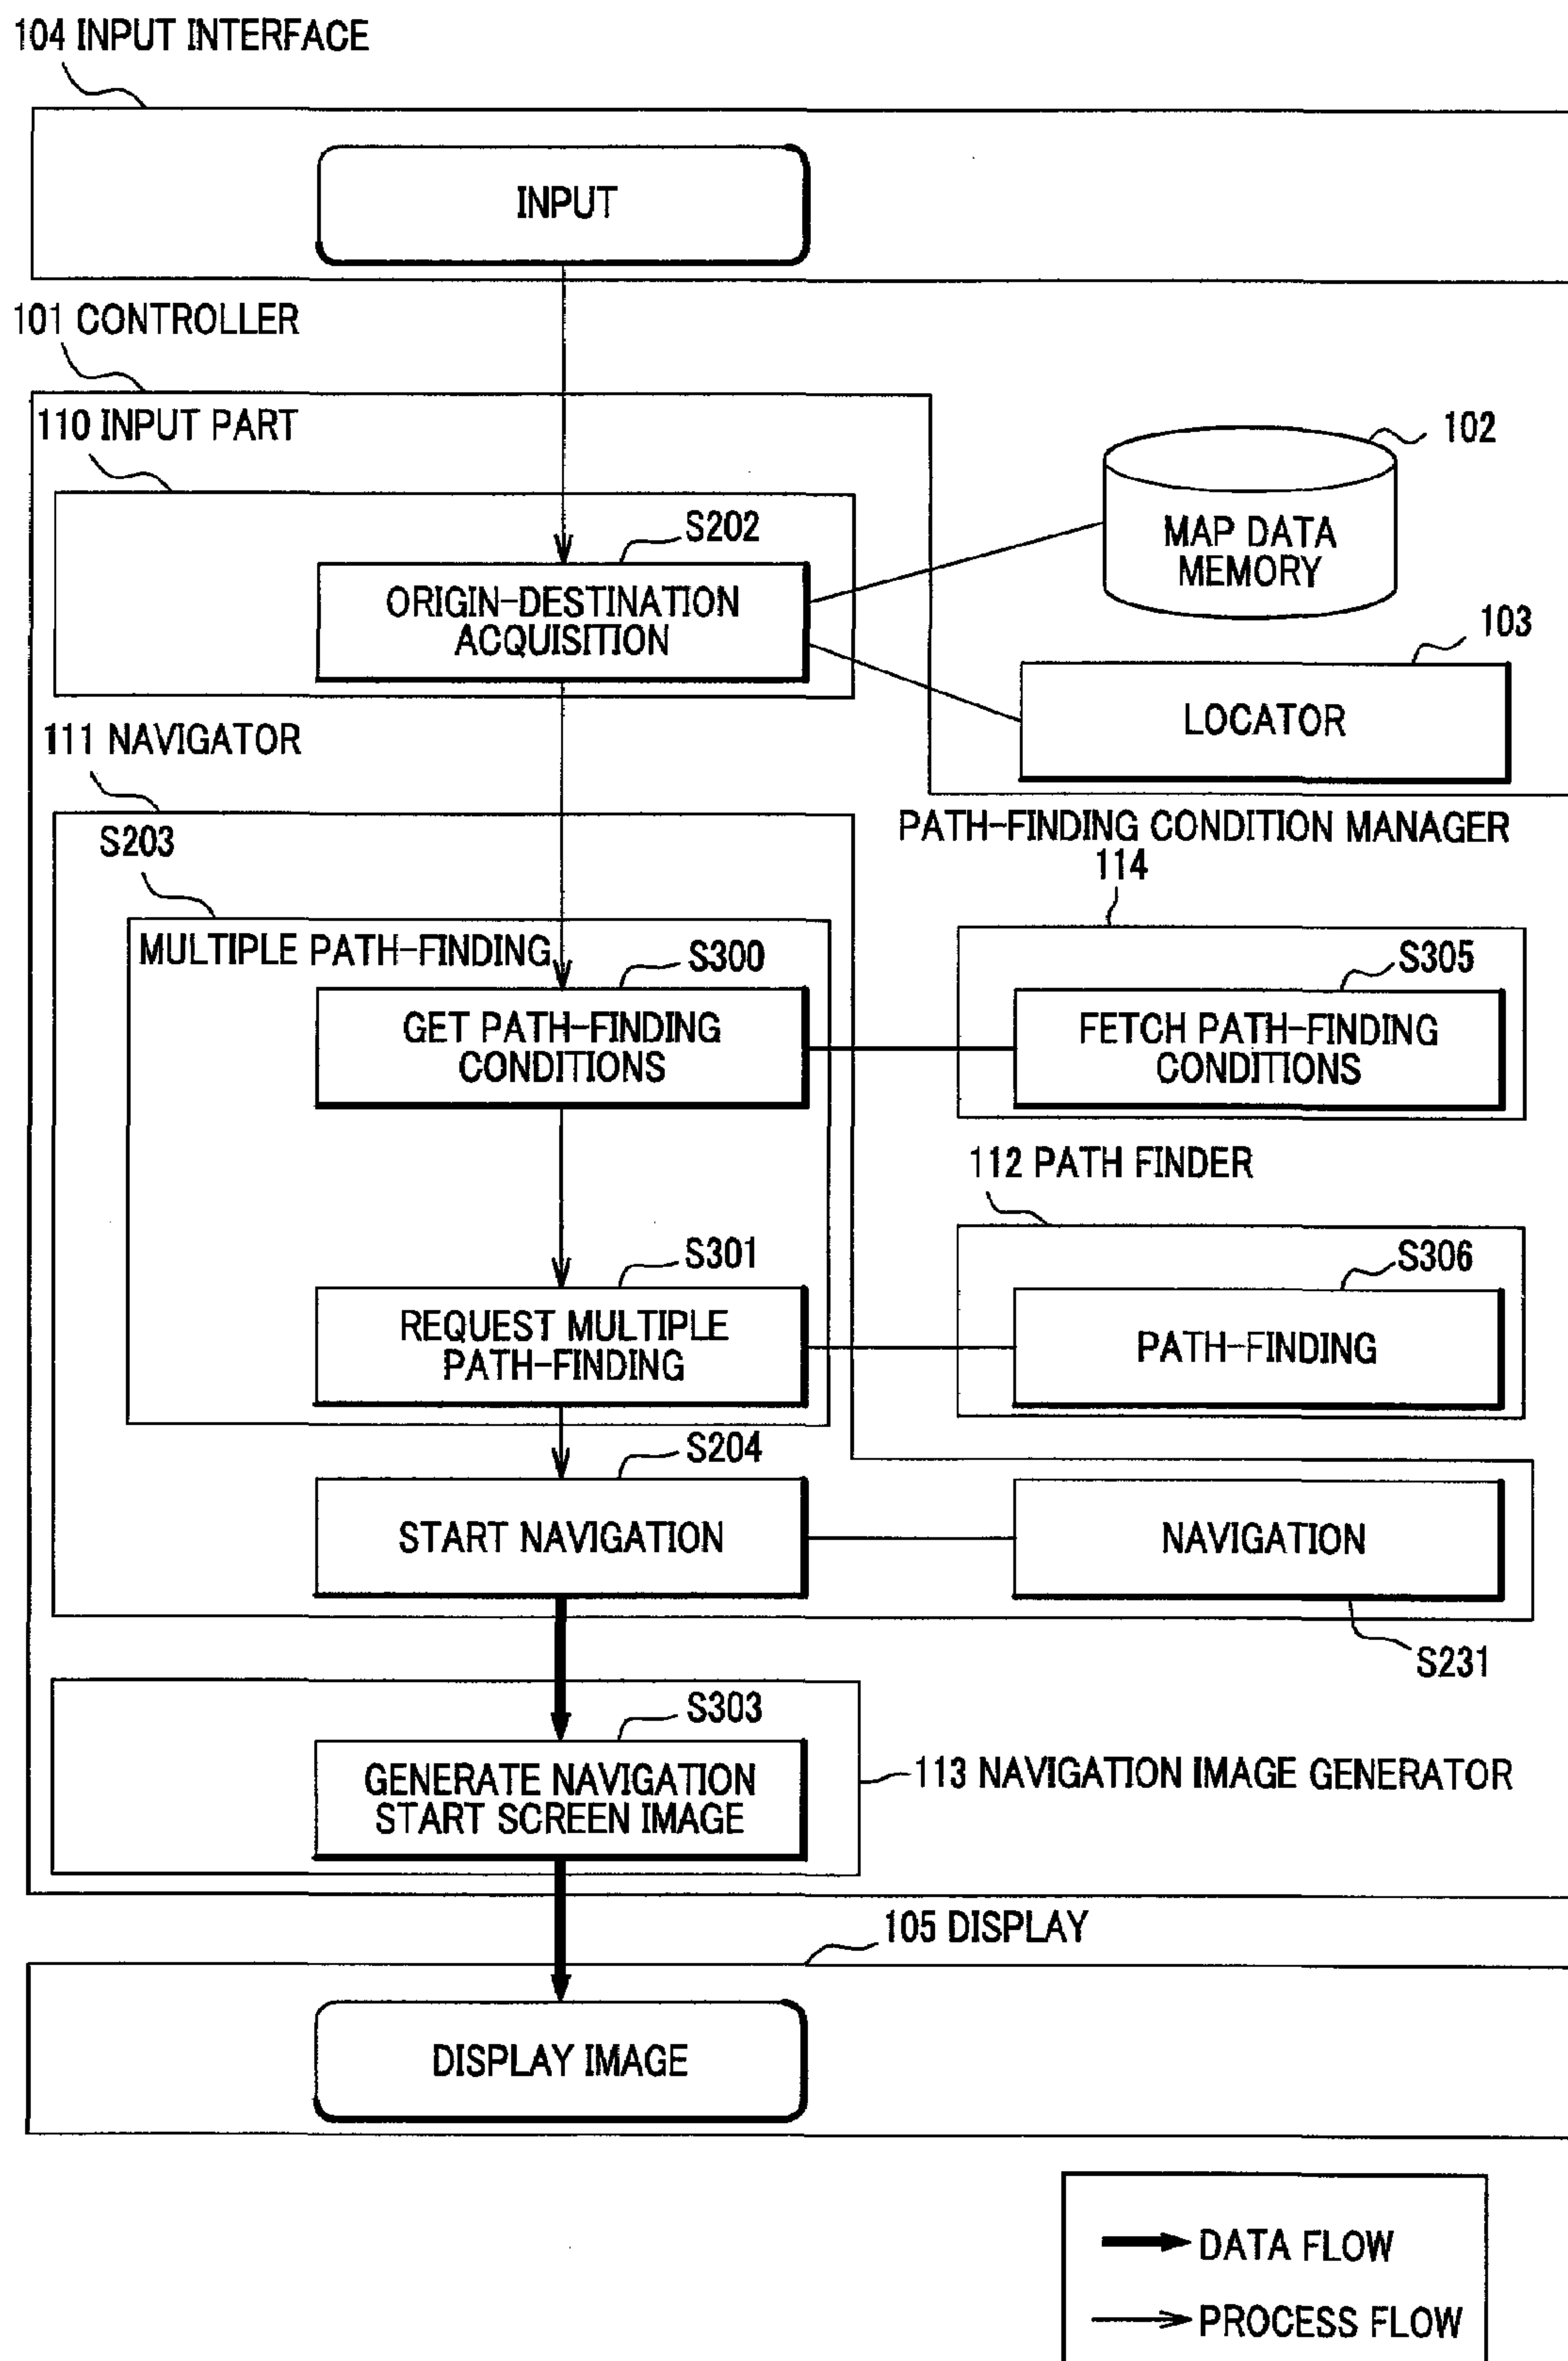 104 INPUT INTERFACE
INPUT
101 CONTROLLER
110 INPUT PART
102
S202
MAP DATA
MEMORY
ORIGIN-DESTINATION
ACQUISITION
103
LOCATOR
111 NAVIGATOR
PATH-FINDING CONDITION MANAGER
114
S203
MULTIPLE PATH-FINDING
S300
S305
GET PATH-FINDING
CONDITIONS
FETCH PATH-FINDING
CONDITIONS
112 PATH FINDER
S301
S306
REQUEST MULTIPLE
PATH-FINDING
PATH-FINDING
S204
START NAVIGATION
NAVIGATION
S231
S303
GENERATE NAVIGATION
START SCREEN IMAGE
113 NAVIGATION IMAGE GENERATOR
105 DISPLAY
DISPLAY IMAGE
DATA FLOW
PROCESS FLOW